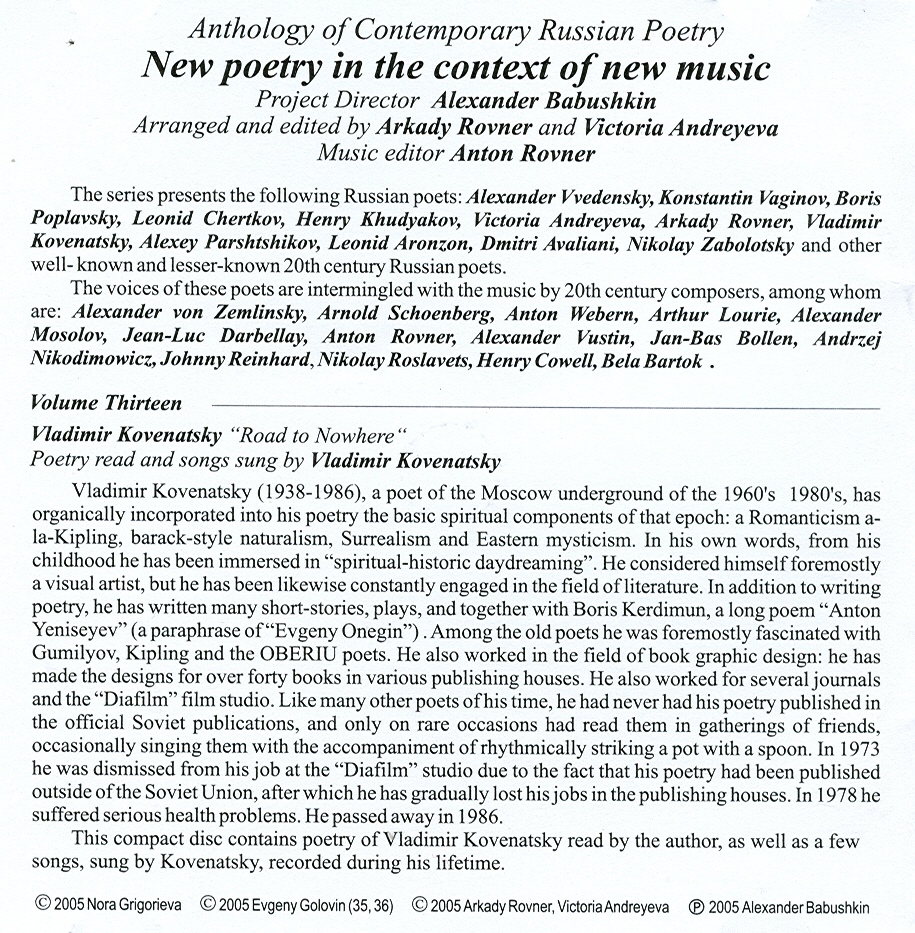 Anthology of Contemporary Russian Poetry
New poetry in the context of new music
Project Director Alexander Babushkin
Arranged and edited by Arkady Rovner and Victoria Andreyeva
Music editor Anton Rovner
The series presents the following Russian poets: Alexander Vvedensky, Konstantin Vaginov, Boris
Poplavsky, Leonid Chertkov, Henry Khudyakov, Victoria Andreyeva, Arkady Rovner, Vladimir
Kovenatsky, Alexey Parshtshikov, Leonid Aronzon, Dmitri Avaliani, Nikolay Zabolotsky and other
well- known and lesser-known 20th century Russian poets.
The voices of these poets are intermingled with the music by 20th century composers, among whom
are: Alexander von Zemlinsky, Arnold Schoenberg, Anton Webern, Arthur Lourie, Alexander
Mosolov, Jean-Luc Darbellay, Anton Rovner, Alexander Vustin, Jan-Bas Bollen, Andrzej
Nikodimowicz, Johnny Reinhard, Nikolay Roslavets, Henry Cowell, Bela Bartok .
Volume Thirteen
Vladimir Kovenatsky “Road to Nowhere“
Poetry read and songs sung by Vladimir Kovenatsky
Vladimir Kovenatsky (1938-1986), a poet of the Moscow underground of the 1960's 1980's, has
organically incorporated into his poetry the basic spiritual components of that epoch: a Romanticism a-
la-Kipling, barack-style naturalism, Surrealism and Eastern mysticism. In his own words, from his
childhood he has been immersed in “spiritual-historic daydreaming”. He considered himself foremostly
a visual artist, but he has been likewise constantly engaged in the field of literature. In addition to writing
poetry, he has written many short-stories, plays, and together with Boris Kerdimun, a long poem “Anton
Yeniseyev” (a paraphrase of “Evgeny Onegin”) . Among the old poets he was foremostly fascinated with
Gumilyov, Kipling and the OBERIU poets. He also worked in the field of book graphic design: he has
made the designs for over forty books in various publishing houses. He also worked for several journals
and the “Diafilm” film studio. Like many other poets of his time, he had never had his poetry published in
the official Soviet publications, and only on rare occasions had read them in gatherings of friends,
occasionally singing them with the accompaniment of rhythmically striking a pot with a spoon. In 1973
he was dismissed from his job at the “Diafilm” studio due to the fact that his poetry had been published
outside of the Soviet Union, after which he has gradually lost his jobs in the publishing houses. In 1978 he
suffered serious health problems. He passed away in 1986.
This compact disc contains poetry of Vladimir Kovenatsky read by the author, as well as a few
songs, sung by Kovenatsky, recorded during his lifetime.
© 2005 Nora Grigorieva © 2005 Evgeny Golovin (35, 36) © 2005 Arkady Rovner, Victoria Andreyeva ℗ 2005 Alexander Babushkin